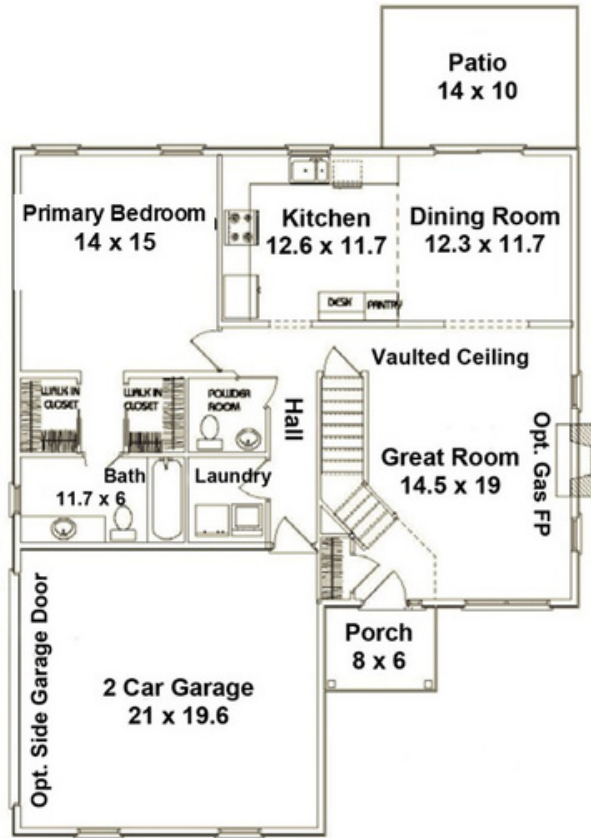 Patio
14 x 10
Primary Bedroom
14 x 15
Kitchen
12.6 x 11.7
Dining Room
12.3 x 11.7
DESK
PANTRY
Vaulted Ceiling
WALK IN
CLOSET
WALK IN
CLOSET
POWDER
ROOM
Hall
Great Room
14.5 x 19
Opt. Gas FP
Bath
11.7 x 6
Laundry
Opt. Side Garage Door
2 Car Garage
21 x 19.6
Porch
8 x 6